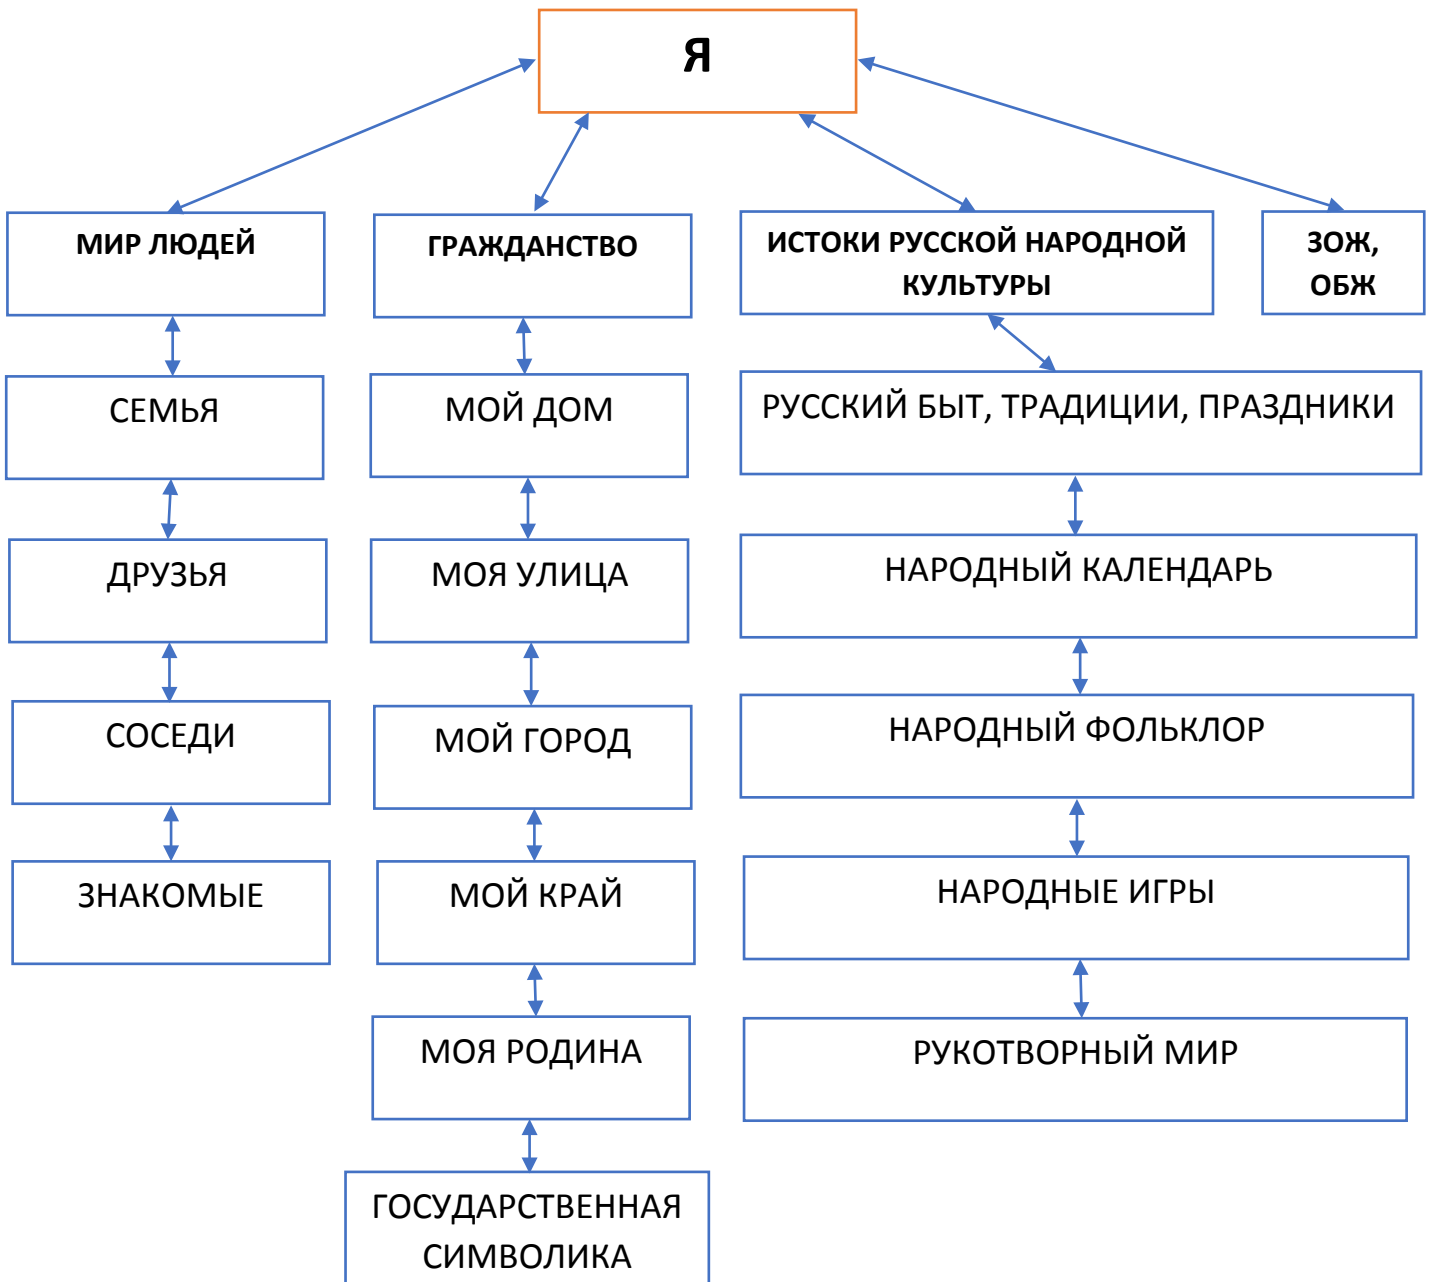 Я
МИР ЛЮДЕЙ
СЕМЬЯ
ДРУЗЬЯ
СОСЕДИ
ЗНАКОМЫЕ
ГРАЖДАНСТВО
МОЙ ДОМ
МОЯ УЛИЦА
МОЙ ГОРОД
МОЙ КРАЙ
МОЯ РОДИНА
ГОСУДАРСТВЕННАЯ
СИМВОЛИКА
ИСТОКИ РУССКОЙ НАРОДНОЙ
КУЛЬТУРЫ
РУССКИЙ БЫТ, ТРАДИЦИИ, ПРАЗДНИКИ
НАРОДНЫЙ КАЛЕНДАРЬ
НАРОДНЫЙ ФОЛЬКЛОР
НАРОДНЫЕ ИГРЫ
РУКОТВОРНЫЙ МИР
ЗОЖ,
ОБЖ